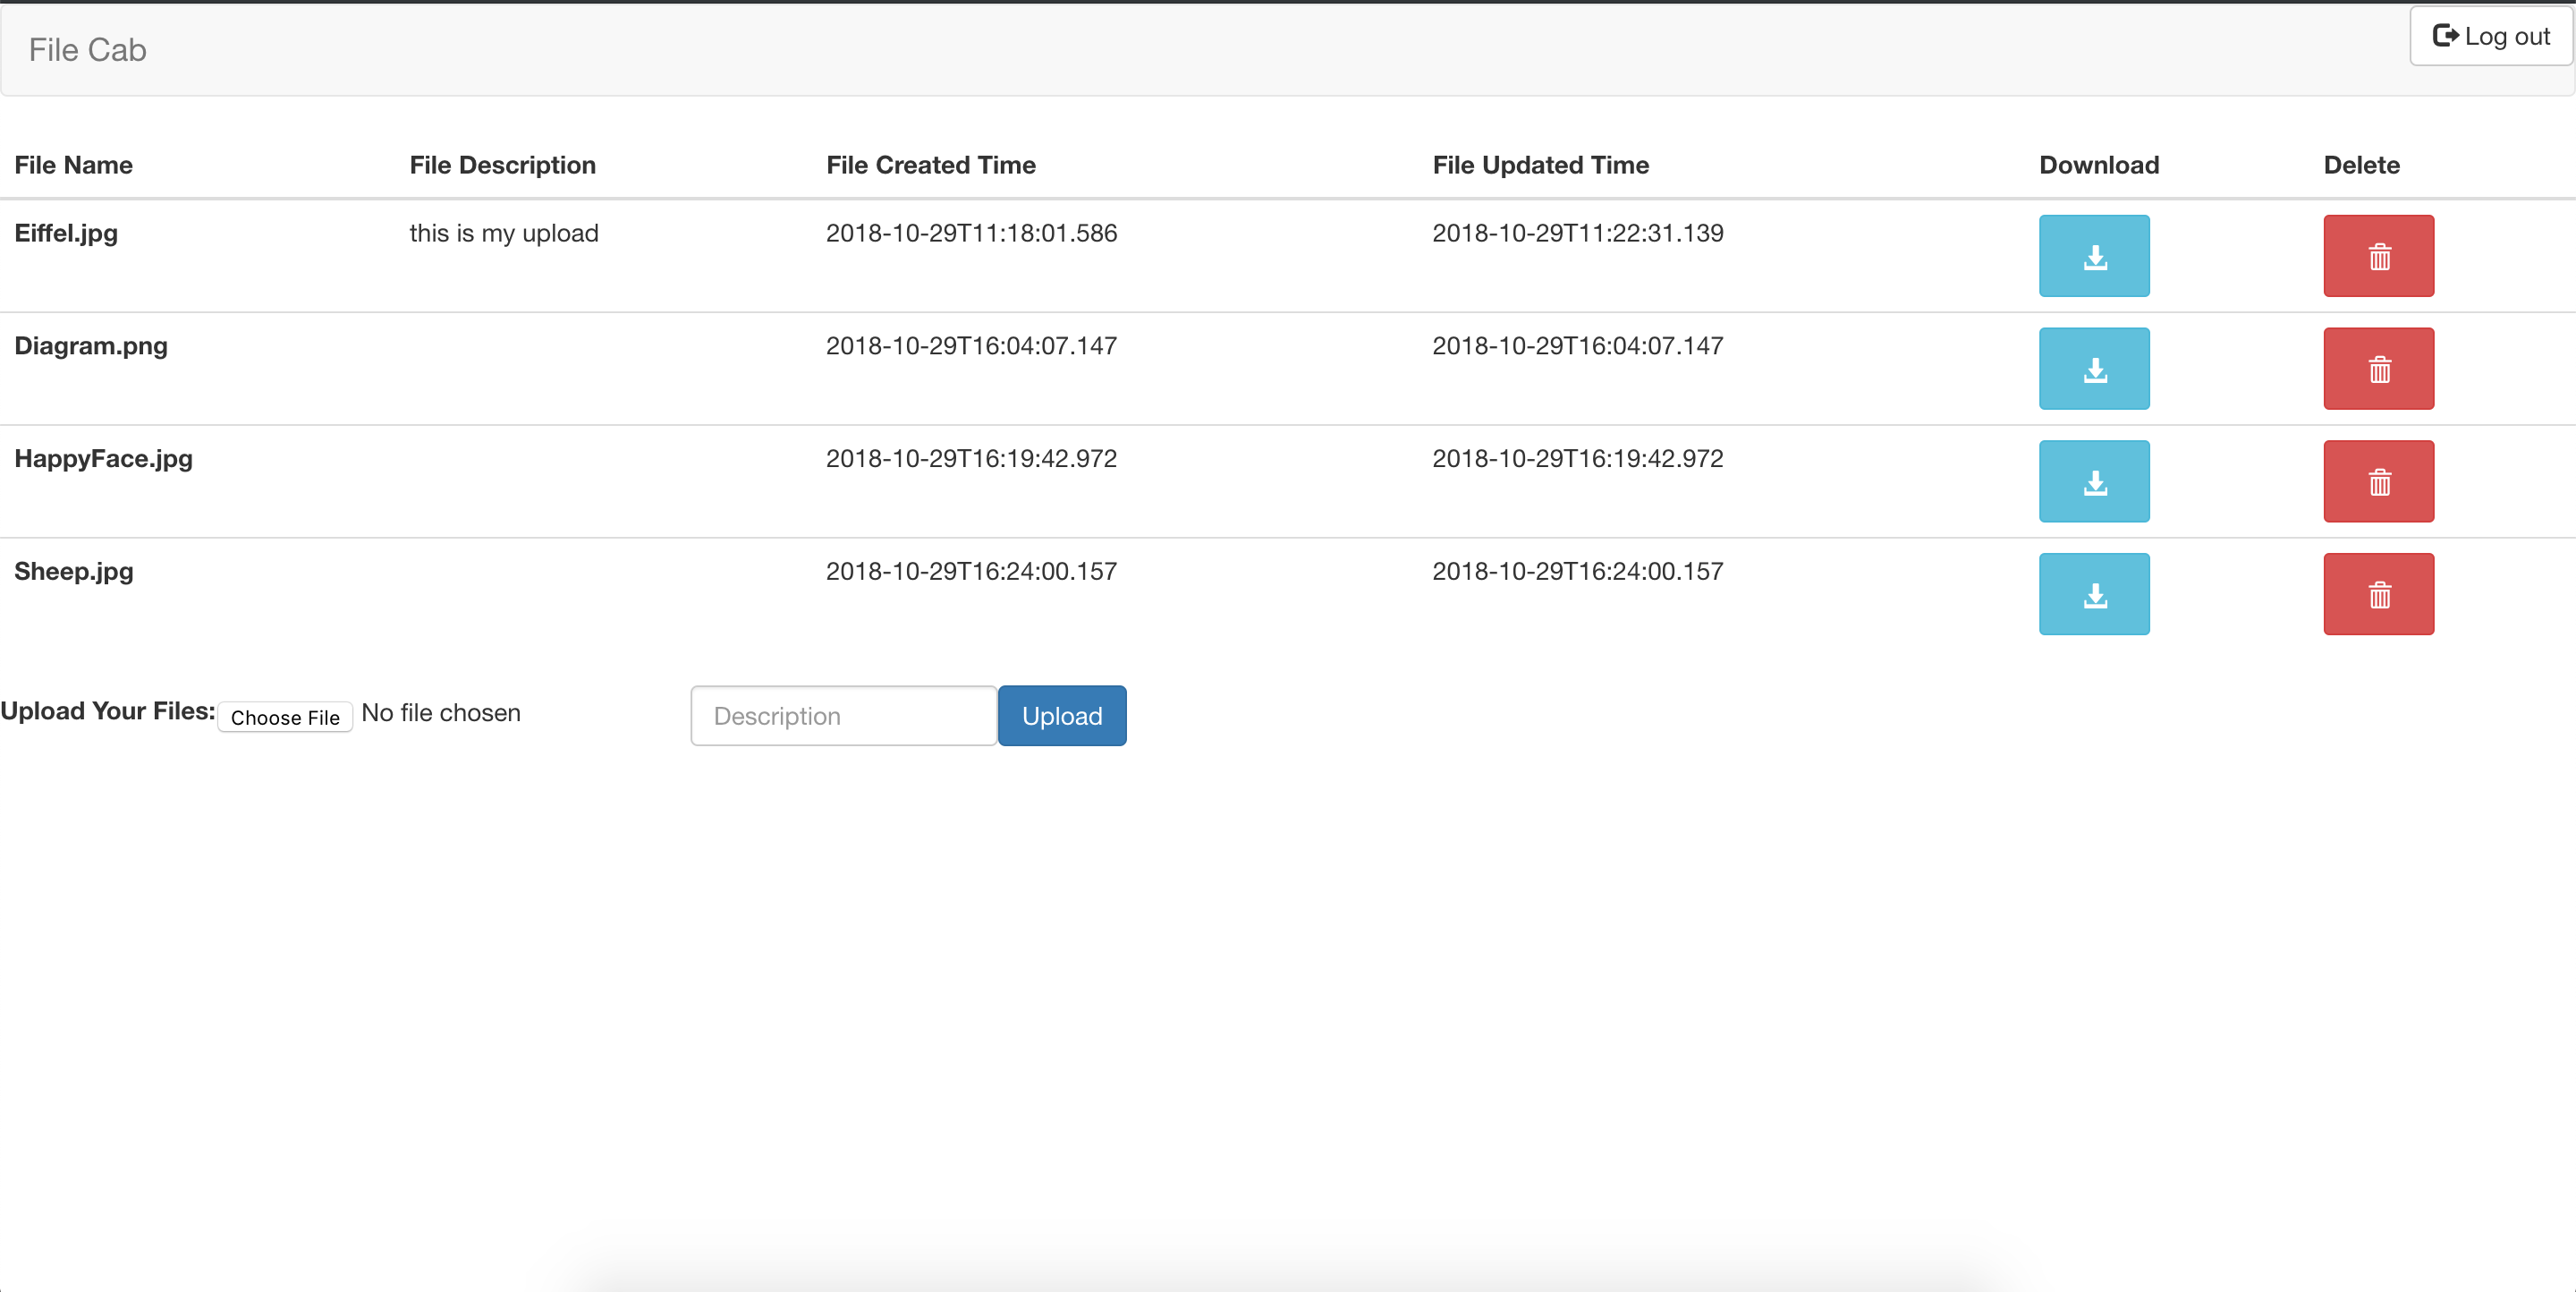 File Cab
Log out
File Name File Description File Created Time File Updated Time Download Delete
Eiffel.jpg this is my upload 2018-10-29T11:18:01.586 2018-10-29T11:22:31.139
Diagram.png 2018-10-29T16:04:07.147 2018-10-29T16:04:07.147
HappyFace.jpg 2018-10-29T16:19:42.972 2018-10-29T16:19:42.972
Sheep.jpg 2018-10-29T16:24:00.157 2018-10-29T16:24:00.157
Upload Your Files: Choose File No file chosen Description Upload